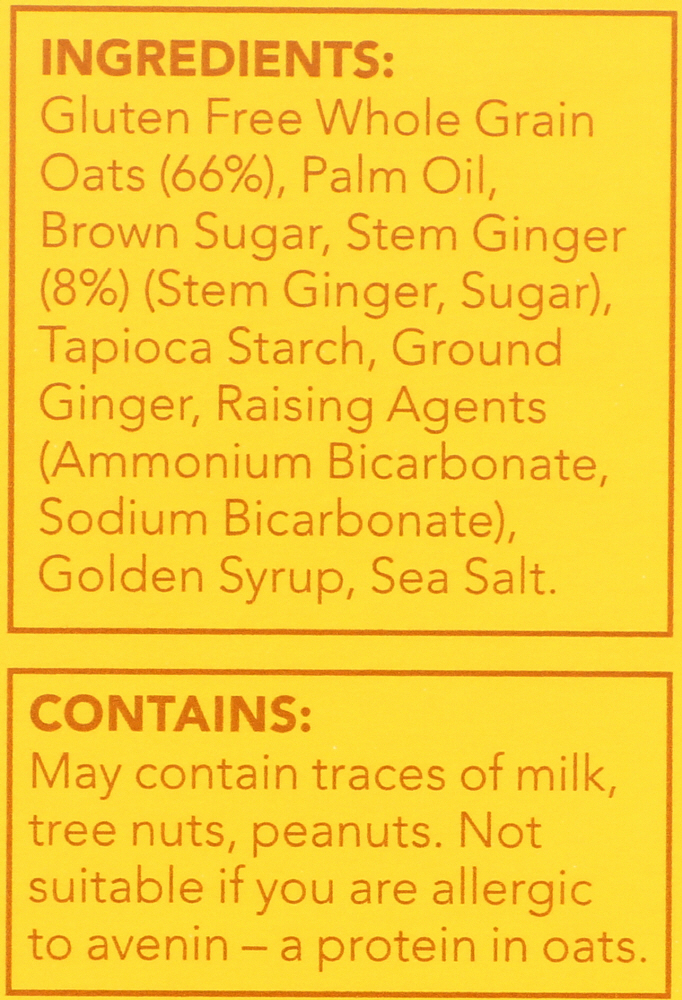 INGREDIENTS:
Gluten Free Whole Grain
Oats (66%), Palm Oil,
Brown Sugar, Stem Ginger
(8%) (Stem Ginger, Sugar),
Tapioca Starch, Ground
Ginger, Raising Agents
(Ammonium Bicarbonate,
Sodium Bicarbonate),
Golden Syrup, Sea Salt.
CONTAINS:
May contain traces of milk,
tree nuts, peanuts. Not
suitable if you are allergic
to avenin – a protein in oats.